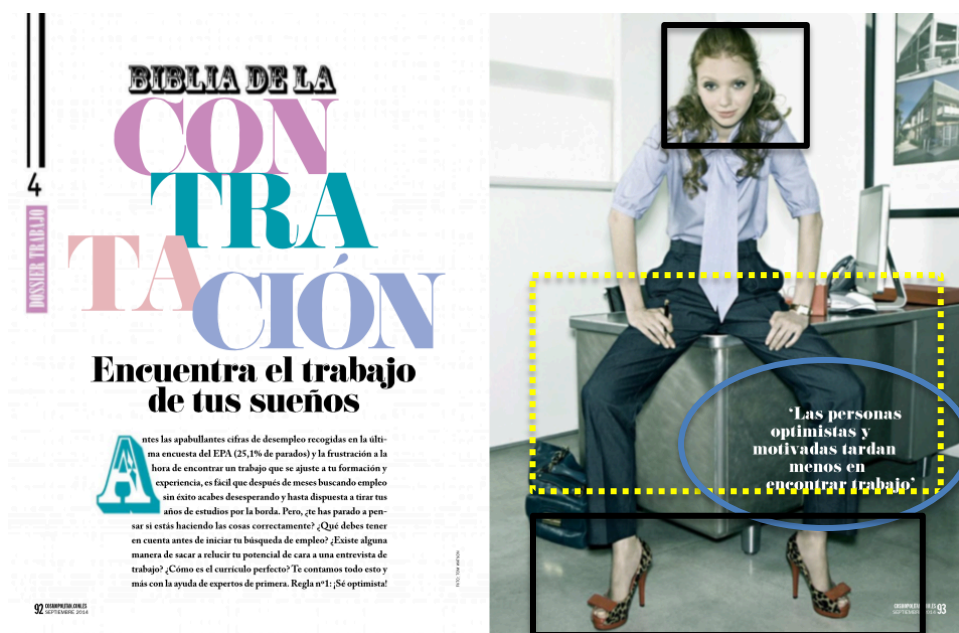 4
DOSSIER TRABAJO
BIBLIA DE LA
CON
TRA
TA
CIÓN
Encuentra el trabajo
de tus sueños
Antes las apabullantes cifras de desempleo recogidas en la últi-
ma encuesta del EPA (25,1% de parados) y la frustración a la
hora de encontrar un trabajo que se ajuste a tu formación y
experiencia, es fácil que después de meses buscando empleo
sin éxito acabes desesperando y hasta dispuesta a tirar tus
años de estudios por la borda. Pero, ¿te has parado a pen-
sar si estás haciendo las cosas correctamente? ¿Qué debes tener
en cuenta antes de iniciar tu búsqueda de empleo? ¿Existe alguna
manera de sacar a relucir tu potencial de cara a una entrevista de
trabajo? ¿Cómo es el currículo perfecto? Te contamos todo esto y
más con la ayuda de expertos de primera. Regla nº1: ¡Sé optimista!
92 COSMOPOLITAN.COM.ES
SEPTIEMBRE 2014
‘Las personas
optimistas y
motivadas tardan
menos en
encontrar trabajo’
93